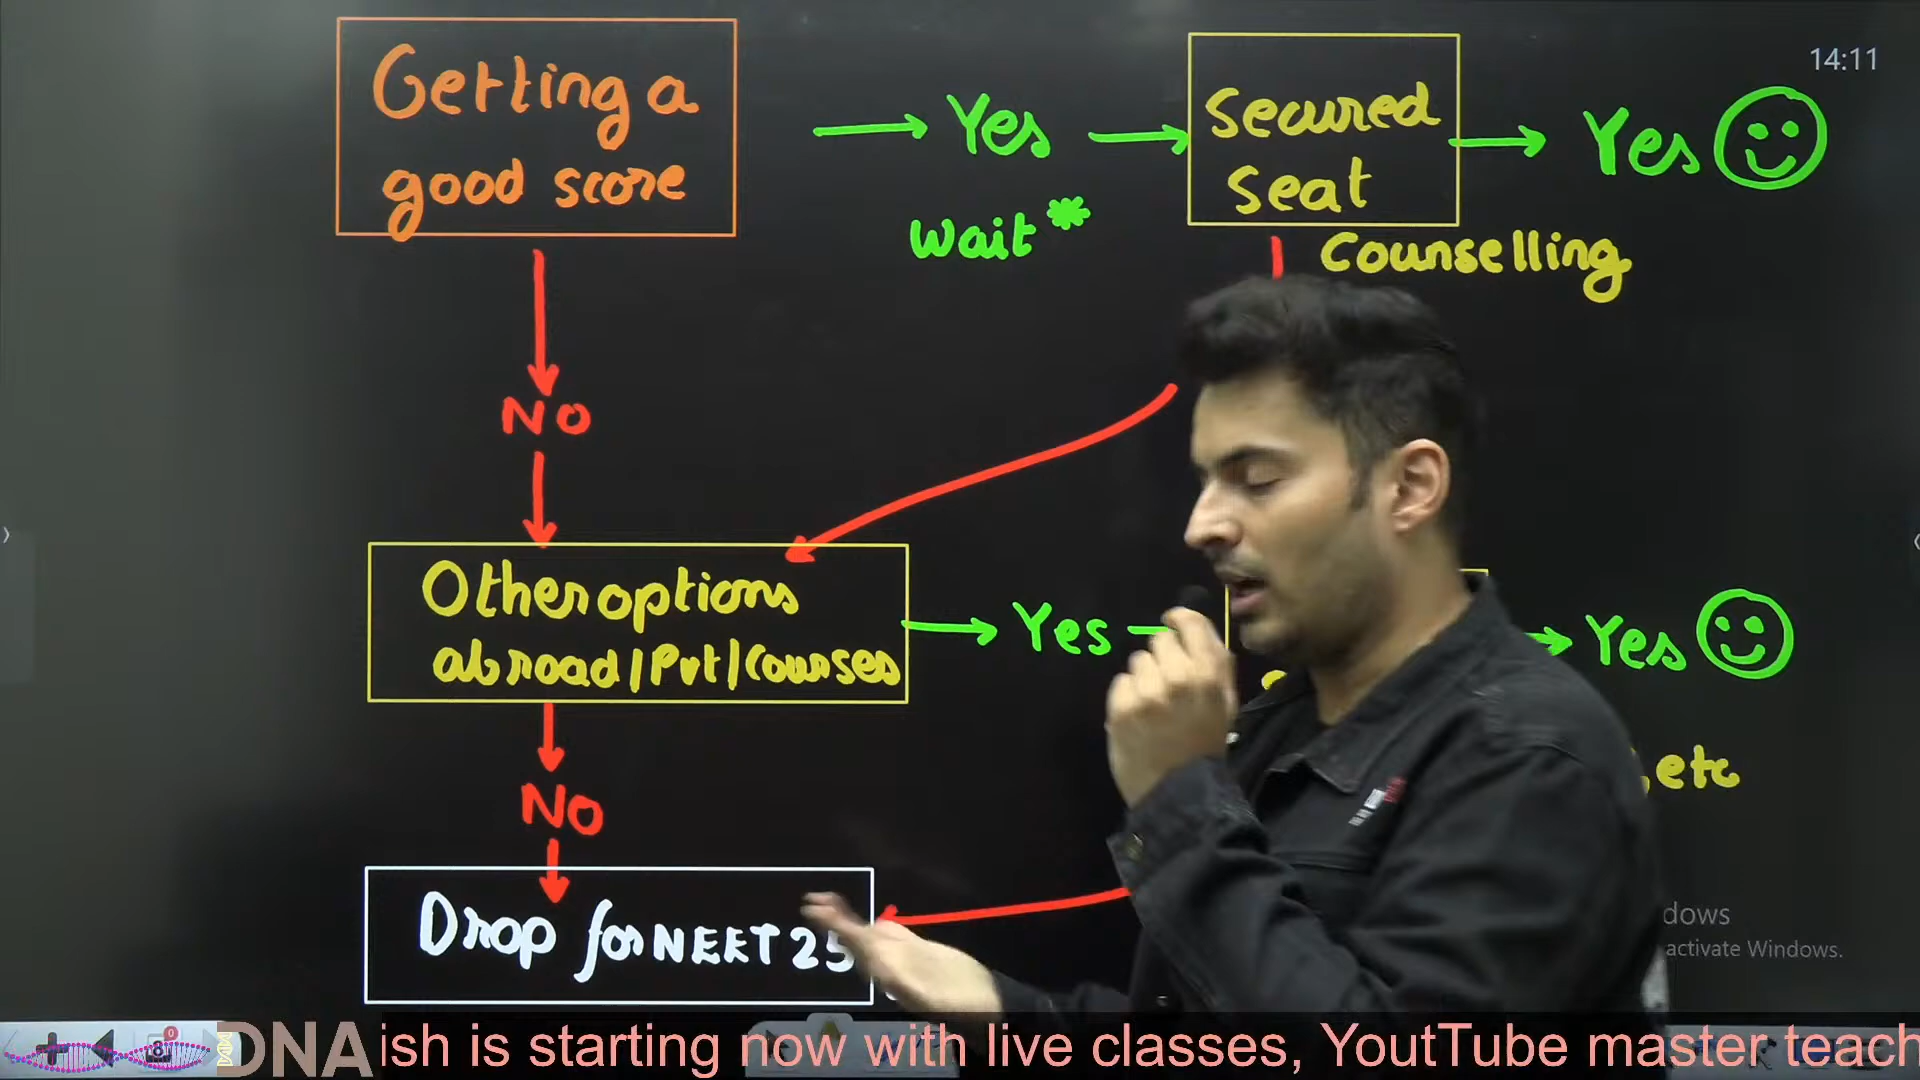 Getting a
good score
Yes
Wait *
Secured
Seat
Counselling
Yes
14:11
NO
Other options
abroad/Pvt/Courses
Yes
Yes
, etc
NO
Drop for NEET 25
dows
activate Windows.
DNA
ish is starting now with live classes, YoutTube master teach